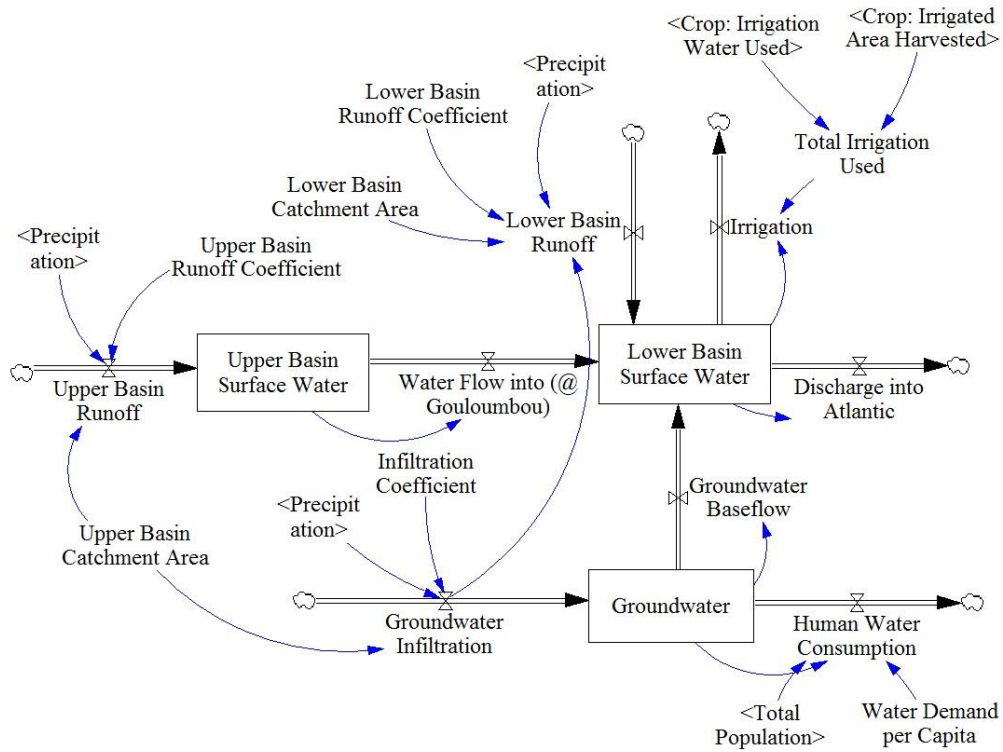 <Crop: Irrigation
Water Used>
<Crop: Irrigated
Area Harvested>
<Precipit
ation>
Lower Basin
Runoff Coefficient
Total Irrigation
Used
Lower Basin
Catchment Area
Lower Basin
Runoff
Irrigation
<Precipit
ation>
Upper Basin
Runoff Coefficient
Upper Basin
Surface Water
Lower Basin
Surface Water
Upper Basin
Runoff
Water Flow into (@
Gouloumbou)
Discharge into
Atlantic
Infiltration
Coefficient
Groundwater
Baseflow
<Precipit
ation>
Upper Basin
Catchment Area
Groundwater
Groundwater
Infiltration
Human Water
Consumption
<Total
Population>
Water Demand
per Capita